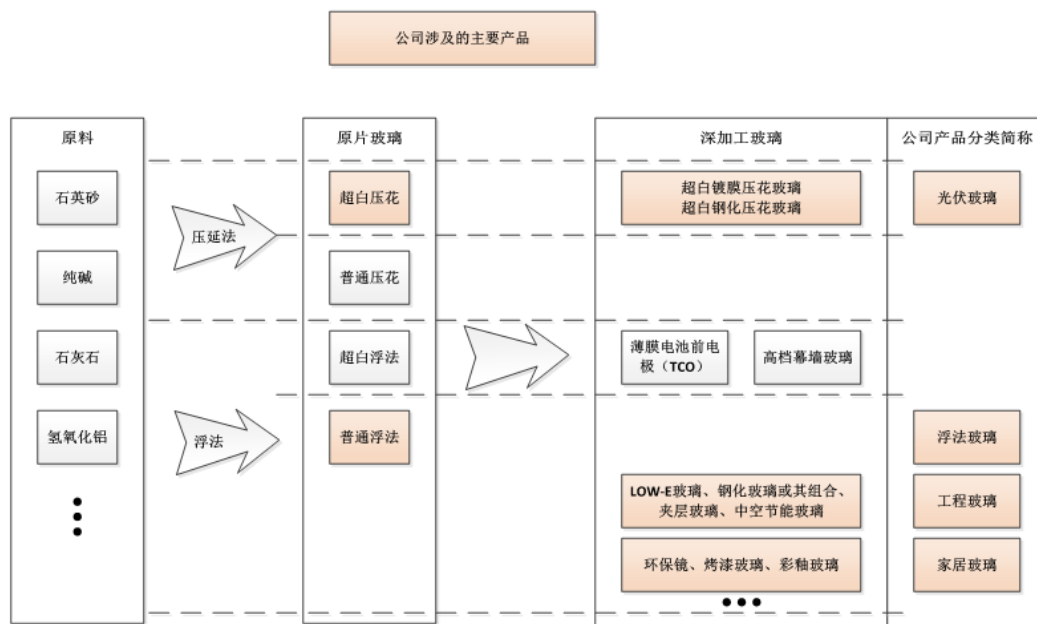 公司涉及的主要产品
原料
原片玻璃
深加工玻璃
公司产品分类简称
石英砂
压延法
超白压花
超白镀膜压花玻璃
超白钢化压花玻璃
光伏玻璃
纯碱
普通压花
石灰石
超白浮法
薄膜电池前电
极（TCO）
高档幕墙玻璃
氢氧化铝
浮法
普通浮法
浮法玻璃
LOW-E玻璃、钢化玻璃或其组合、
夹层玻璃、中空节能玻璃
工程玻璃
环保镜、烤漆玻璃、彩釉玻璃
家居玻璃